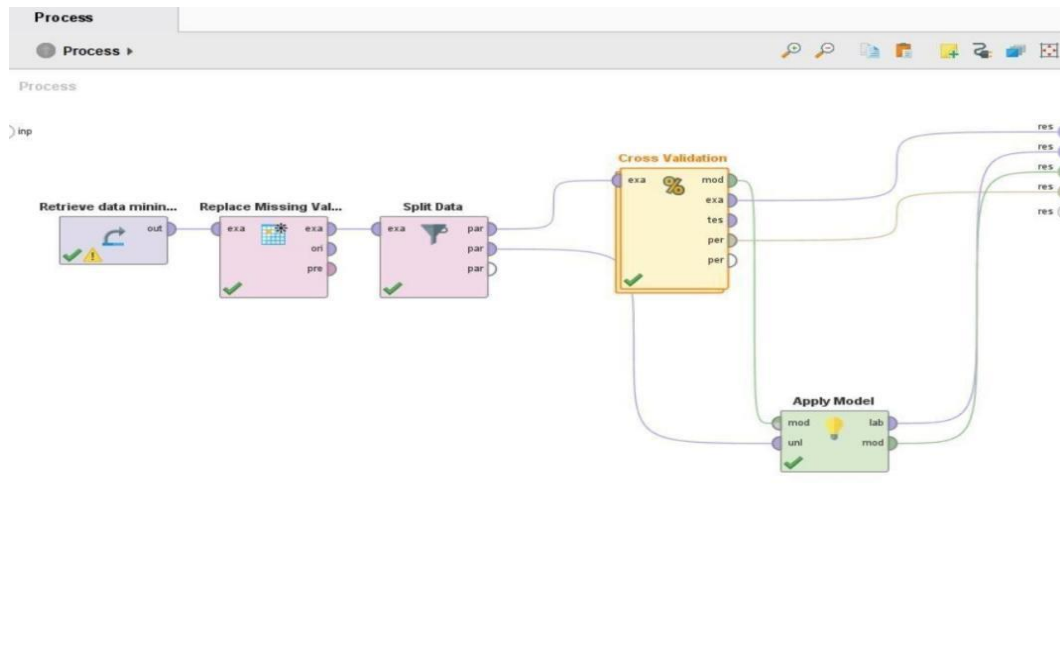 Process
Process
Process
inp
Retrieve data minin...
out
Replace Missing Val...
exa
exa
ori
pre
Split Data
exa
par
par
par
Cross Validation
exa
%
mod
exa
tes
per
per
Apply Model
mod
lab
unl
mod
res
res
res
res
res